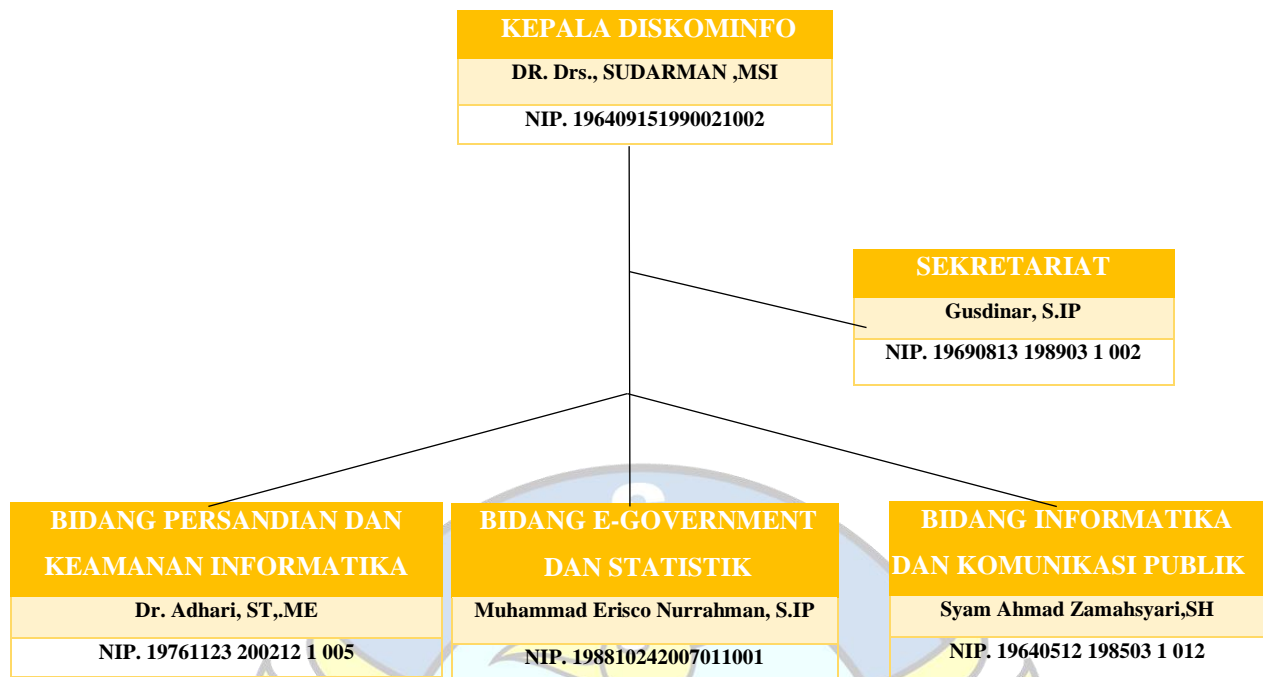 KEPALA DISKOMINFO
DR. Drs., SUDARMAN ,MSI
NIP. 196409151990021002
SEKRETARIAT
Gusdinar, S.IP
NIP. 19690813 198903 1 002
BIDANG PERSANDIAN DAN
KEAMANAN INFORMATIKA
Dr. Adhari, ST,.ME
NIP. 19761123 200212 1 005
BIDANG E-GOVERNMENT
DAN STATISTIK
Muhammad Erisco Nurrahman, S.IP
NIP. 198810242007011001
BIDANG INFORMATIKA
DAN KOMUNIKASI PUBLIK
Syam Ahmad Zamahsyari,SH
NIP. 19640512 198503 1 012